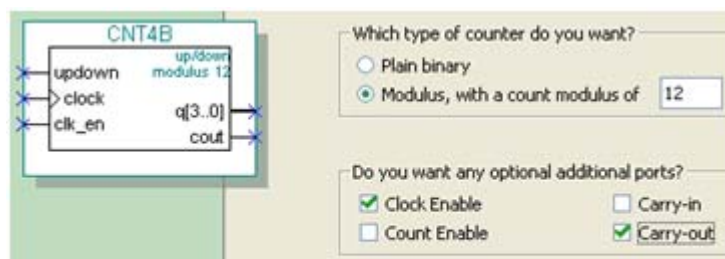 CNT4B
up/down
modulus 12
updown
clock
clk_en
q[3..0]
cout
Which type of counter do you want?
Plain binary
Modulus, with a count modulus of 12
Do you want any optional additional ports?
Clock Enable Carry-in
Count Enable Carry-out